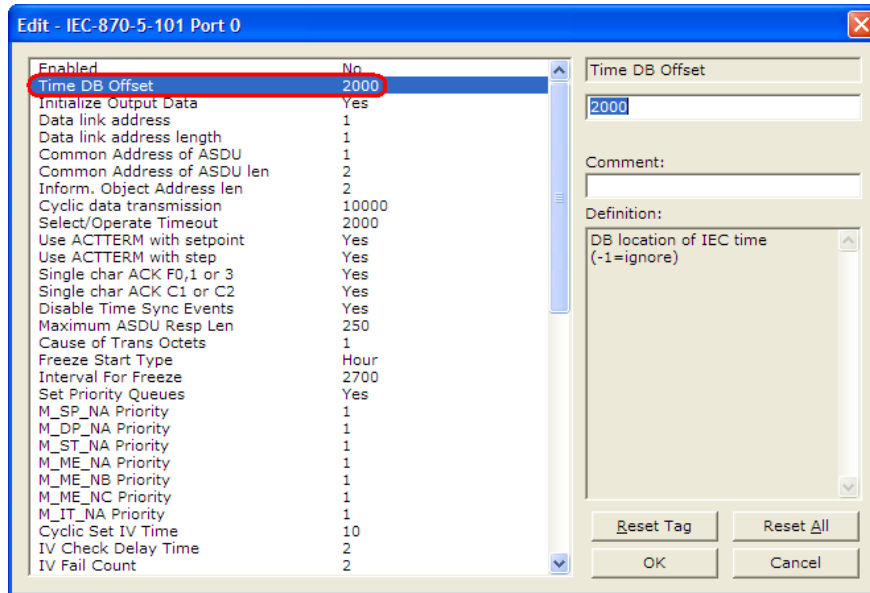 Edit - IEC-870-5-101 Port 0
Enabled No
Time DB Offset 2000
Initialize Output Data Yes
Data link address 1
Data link address length 1
Common Address of ASDU 1
Common Address of ASDU len 2
Inform. Object Address len 2
Cyclic data transmission 10000
Select/Operate Timeout 2000
Use ACTTERM with setpoint Yes
Use ACTTERM with step Yes
Single char ACK F0,1 or 3 Yes
Single char ACK C1 or C2 Yes
Disable Time Sync Events Yes
Maximum ASDU Resp Len 250
Cause of Trans Octets 1
Freeze Start Type Hour
Interval For Freeze 2700
Set Priority Queues Yes
M_SP_NA Priority 1
M_DP_NA Priority 1
M_ST_NA Priority 1
M_ME_NA Priority 1
M_ME_NB Priority 1
M_ME_NC Priority 1
M_IT_NA Priority 1
Cyclic Set IV Time 10
IV Check Delay Time 2
IV Fail Count 2
Time DB Offset
2000
Comment:
Definition:
DB location of IEC time
(-1=ignore)
Reset Tag Reset All
OK Cancel